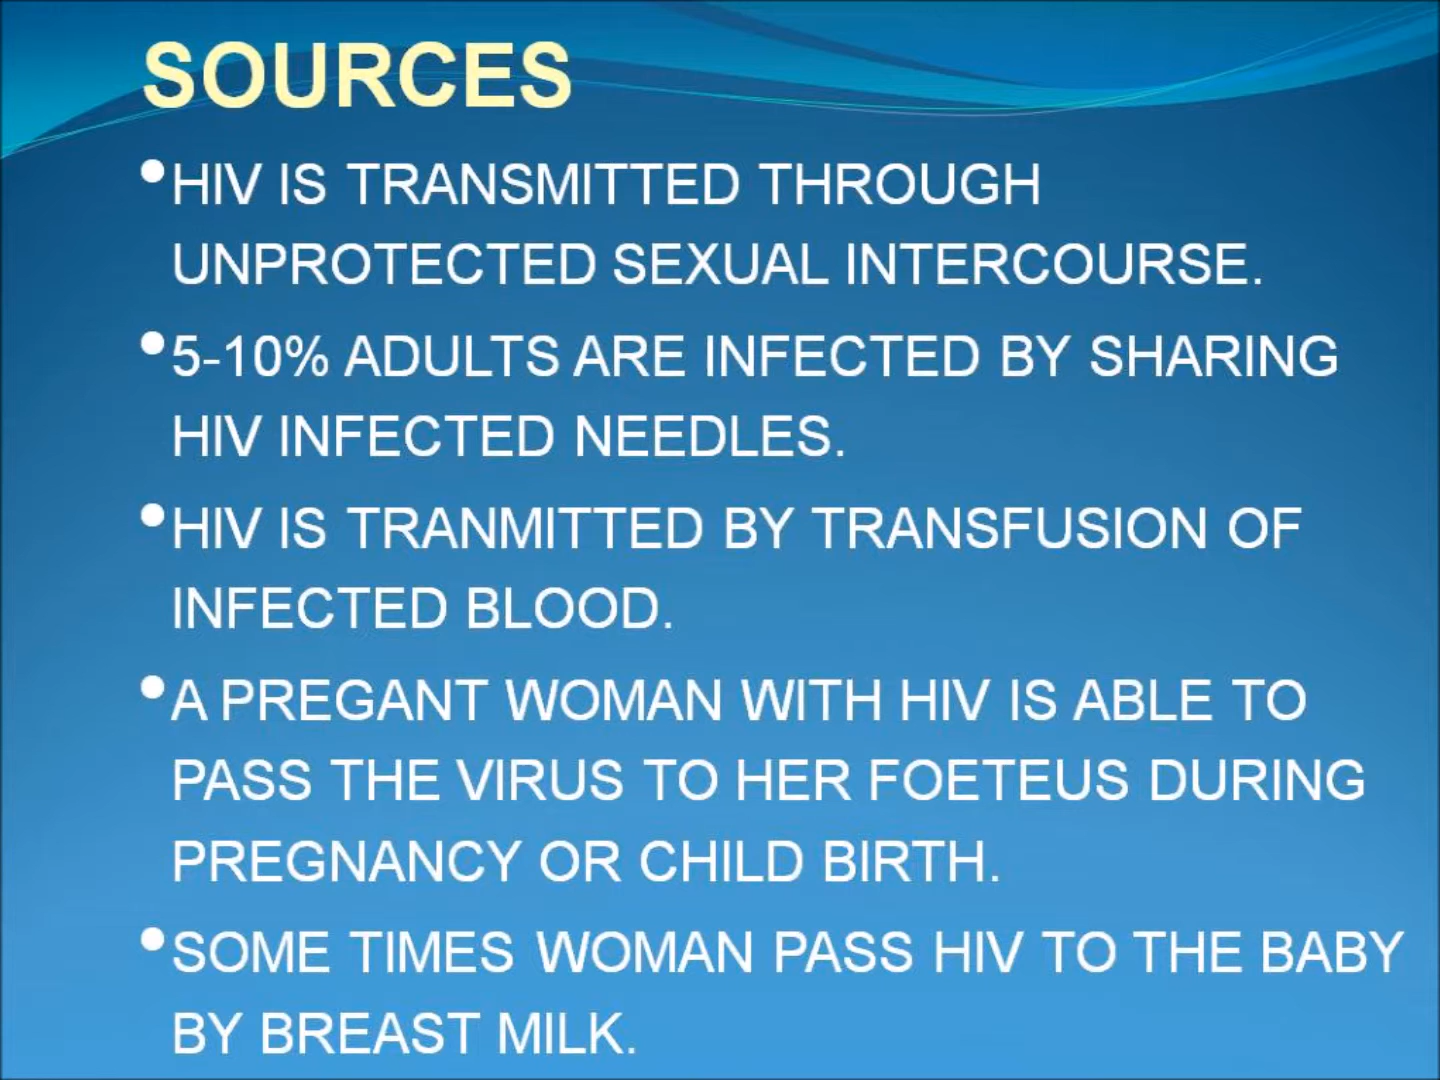 SOURCES
•HIV IS TRANSMITTED THROUGH
UNPROTECTED SEXUAL INTERCOURSE.
•5-10% ADULTS ARE INFECTED BY SHARING
HIV INFECTED NEEDLES.
•HIV IS TRANMITTED BY TRANSFUSION OF
INFECTED BLOOD.
•A PREGANT WOMAN WITH HIV IS ABLE TO
PASS THE VIRUS TO HER FOETEUS DURING
PREGNANCY OR CHILD BIRTH.
•SOME TIMES WOMAN PASS HIV TO THE BABY
BY BREAST MILK.